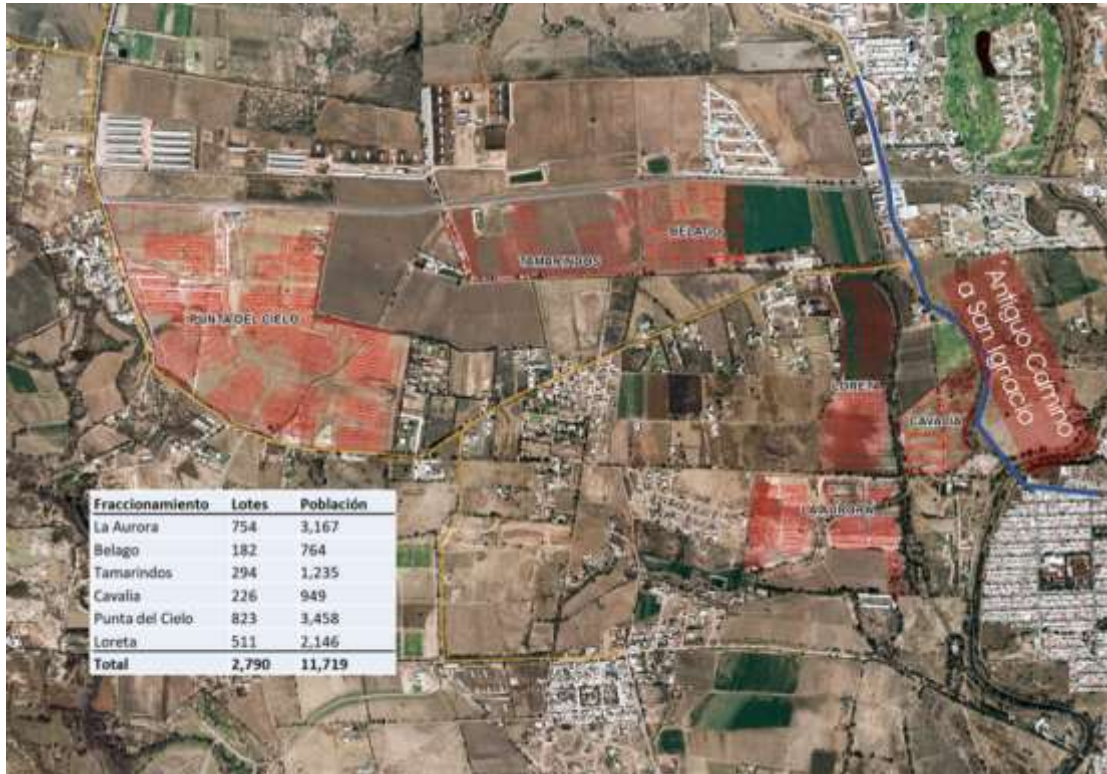 TAMARINDOS
PUNTA DEL CIELO
Antiguo Camino
a San Ignacio
LORETA
CAVALIA
LA AURORA
Fraccionamiento Lotes Población
La Aurora 754 3,167
Belago 182 764
Tamarindos 294 1,235
Cavalia 226 949
Punta del Cielo 823 3,458
Loreta 511 2,146
Total 2,790 11,719